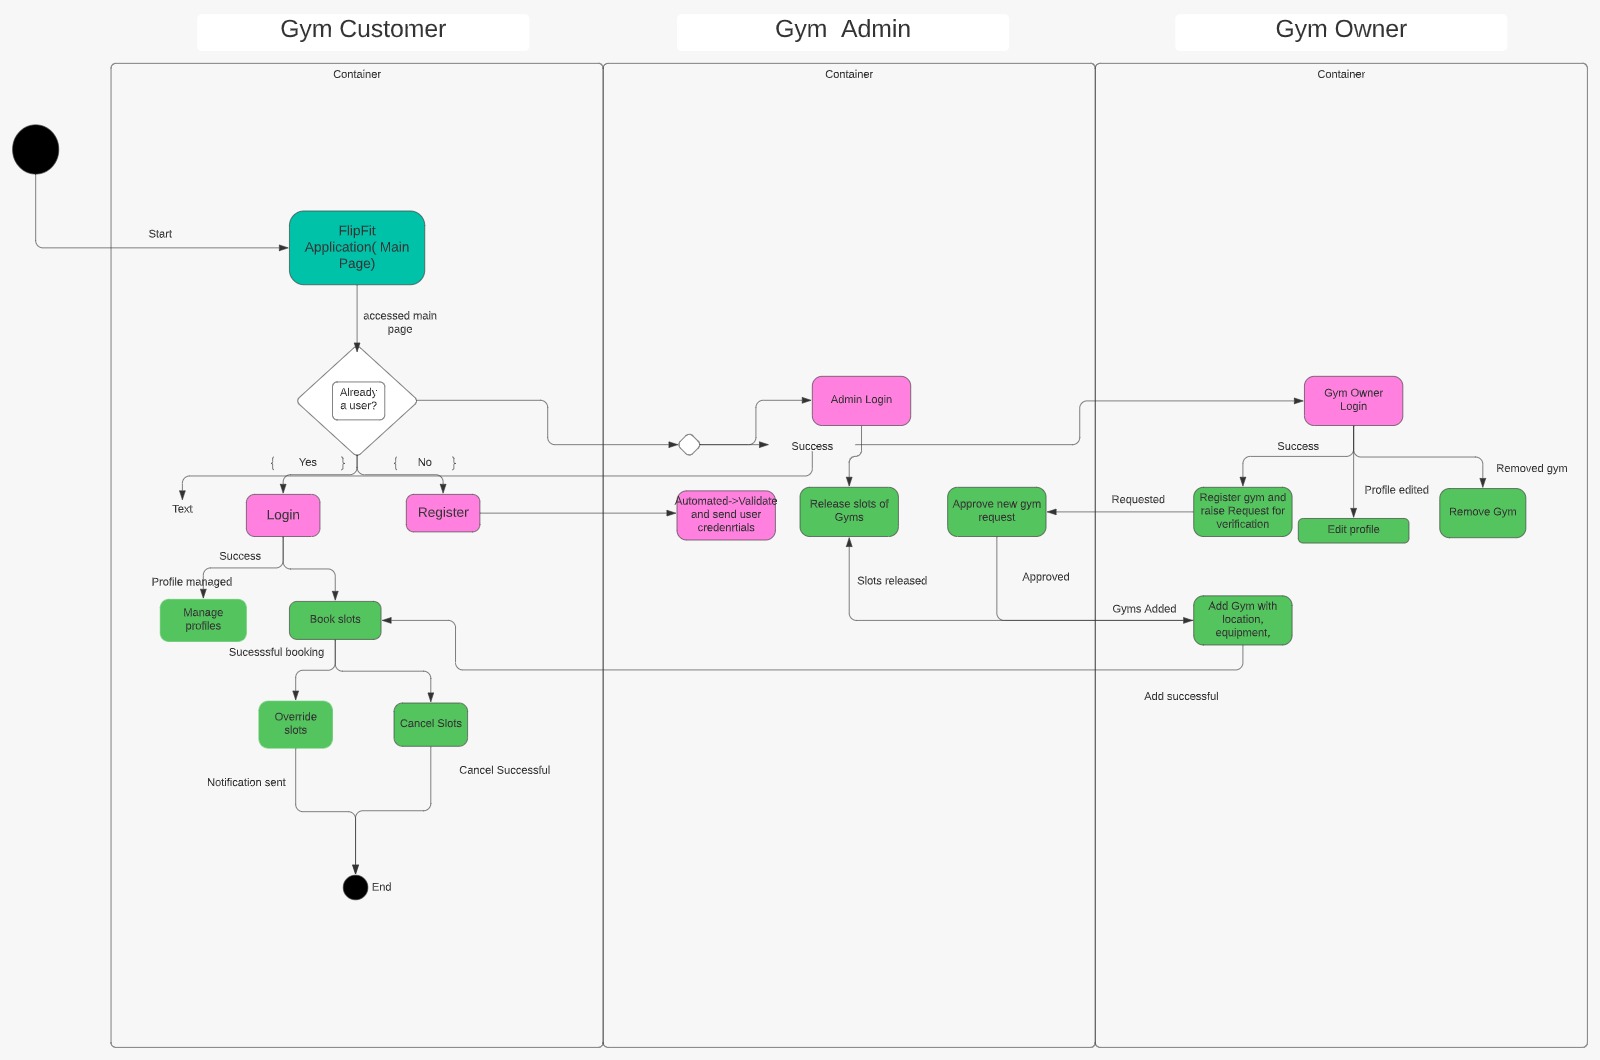 Gym Customer
Gym  Admin
Gym Owner
Container
Container
Container
Start
FlipFit
Application( Main
Page)
accessed main
page
Already
a user?
Admin Login
Gym Owner
Login
Success
Success
{ Yes }
{ No }
Removed gym
Profile edited
Text
Login
Register
Automated->Validate
and send user
credenrtials
Release slots of
Gyms
Approve new gym
request
Requested
Register gym and
raise Request for
verification
Edit profile
Remove Gym
Success
Profile managed
Slots released
Approved
Manage
profiles
Book slots
Gyms Added
Add Gym with
location,
equipment,
Sucesssful booking
Add successful
Override
slots
Cancel Slots
Notification sent
Cancel Successful
End